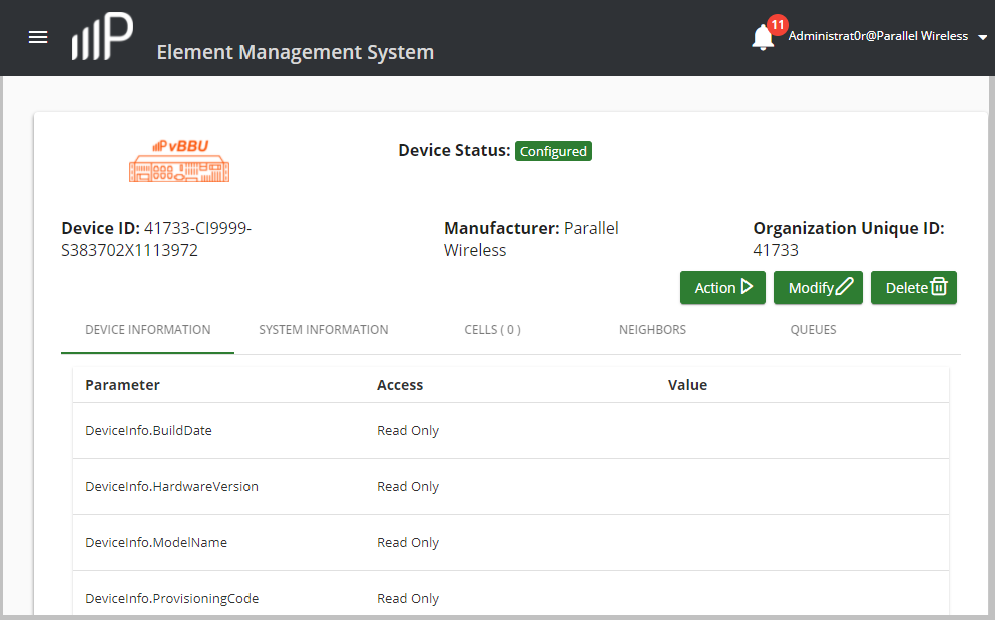 P
Element Management System
11
Administrat0r@Parallel Wireless
P vBBU
Device Status: Configured
Device ID: 41733-CI9999-
S383702X1113972
Manufacturer: Parallel
Wireless
Organization Unique ID:
41733
Action
Modify
Delete
DEVICE INFORMATION SYSTEM INFORMATION CELLS ( 0 ) NEIGHBORS QUEUES
Parameter Access Value
DeviceInfo.BuildDate Read Only
DeviceInfo.HardwareVersion Read Only
DeviceInfo.ModelName Read Only
DeviceInfo.ProvisioningCode Read Only